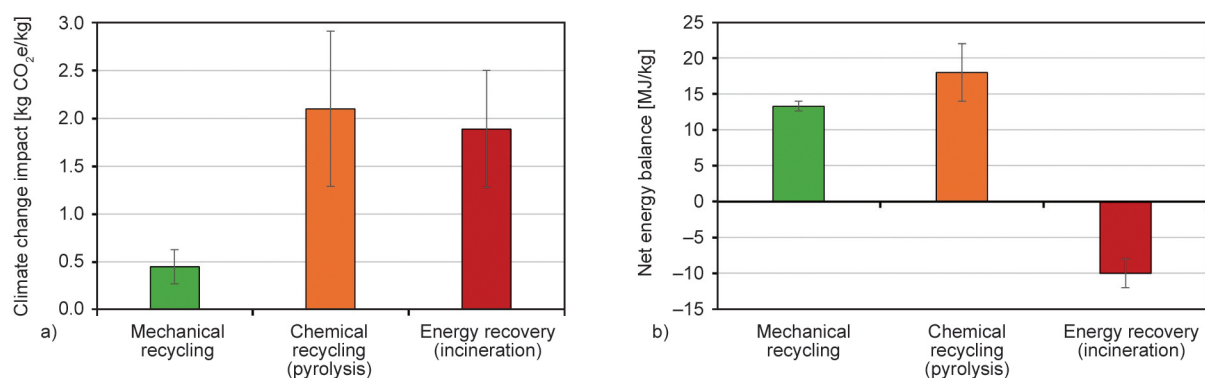 Climate change impact [kg CO₂e/kg]
3.0
2.5
2.0
1.5
1.0
0.5
0.0
a)
Mechanical
recycling
Chemical
recycling
(pyrolysis)
Energy recovery
(incineration)
Net energy balance [MJ/kg]
25
20
15
10
5
0
−5
−10
−15
b)
Mechanical
recycling
Chemical
recycling
(pyrolysis)
Energy recovery
(incineration)